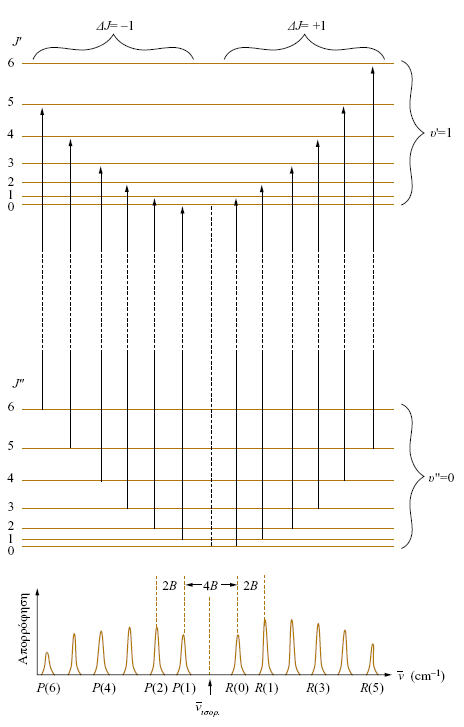 ΔJ= –1
ΔJ= +1
J'
6
5
4
3
2
1
0
υ'=1
J''
6
5
4
3
2
1
0
υ''=0
Απορρόφηση
2B
4B
2B
P(6)
P(4)
P(2)
P(1)
R(0)
R(1)
R(3)
R(5)
ν̅ (cm–1)
ν̅ισορ.